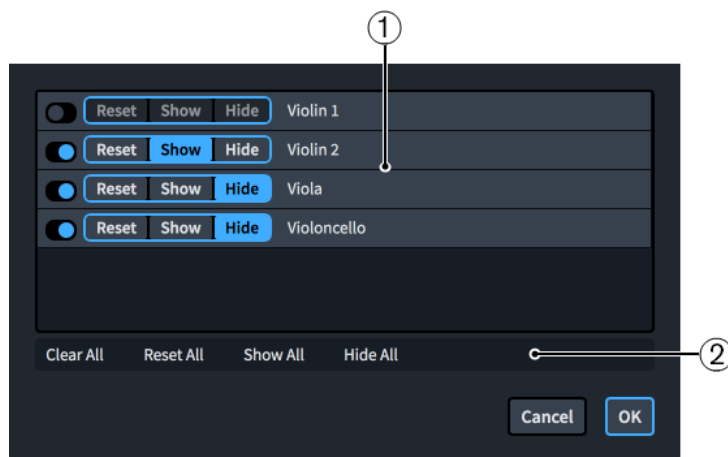 1
Reset Show Hide Violin 1
Reset Show Hide Violin 2
Reset Show Hide Viola
Reset Show Hide Violoncello
Clear All Reset All Show All Hide All
2
Cancel OK